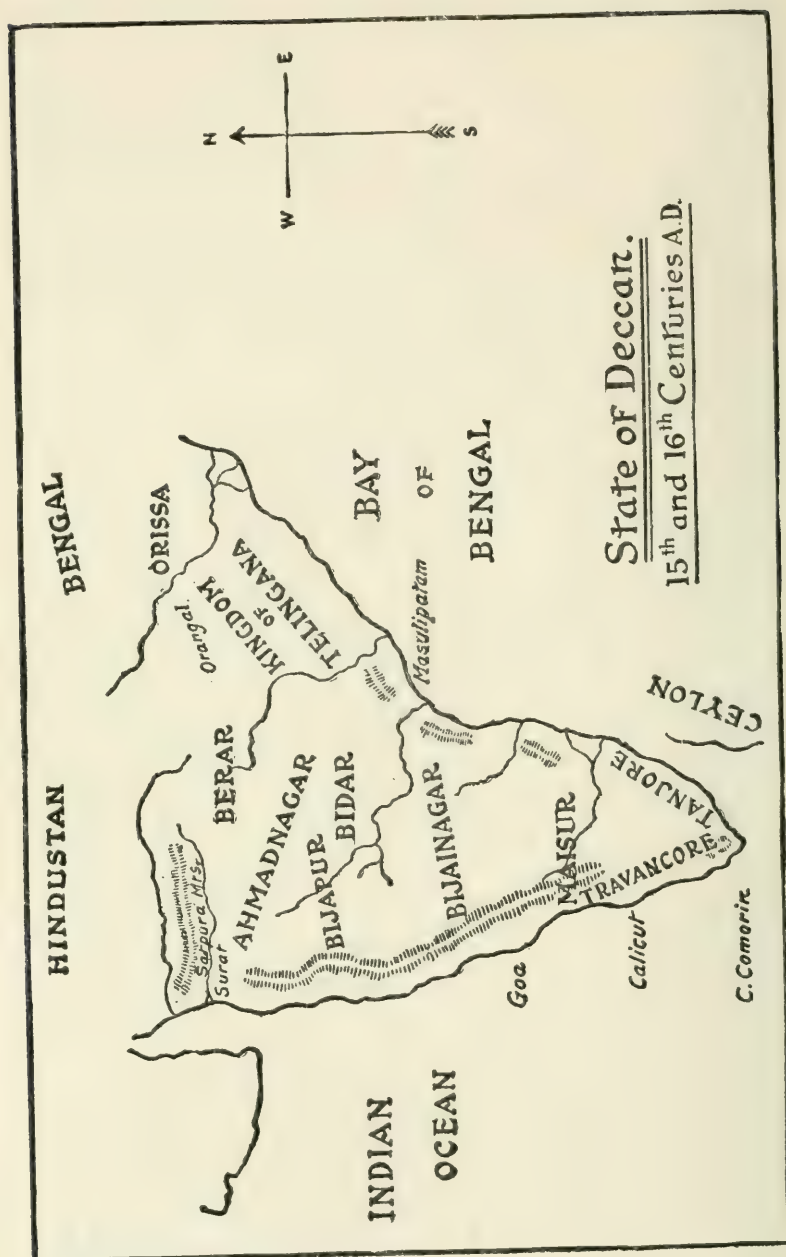 HINDUSTAN
BENGAL
ORISSA
Satpura Mts.
Surat
BERAR
Orangal.
KINGDOM
OF
TELINGANA
AHMADNAGAR
BIJAPUR
BIDAR
BIJAINAGAR
MAISUR
TRAVANCORE
TANJORE
INDIAN
OCEAN
Goa
Calicut
C. Comorin
Masulipatam
BAY
OF
BENGAL
CEYLON
N
W E
S
State of Deccan.
15th and 16th Centuries A.D.